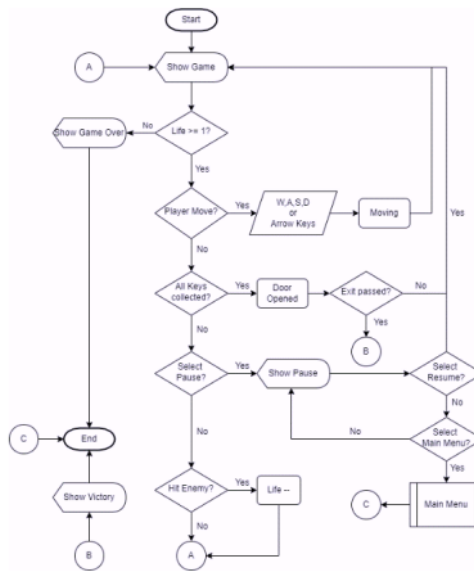 Start
A
Show Game
Show Game Over
No
Life >= 1?
Yes
Player Move?
Yes
W,A,S,D
or
Arrow Keys
Moving
Yes
No
All Keys
collected?
Yes
Door
Opened
Exit passed?
No
Yes
B
No
Select
Pause?
Yes
Show Pause
Select
Resume?
No
No
C
End
No
Select
Main Menu?
Yes
Show Victory
Hit Enemy?
Yes
Life --
C
Main Menu
No
B
A